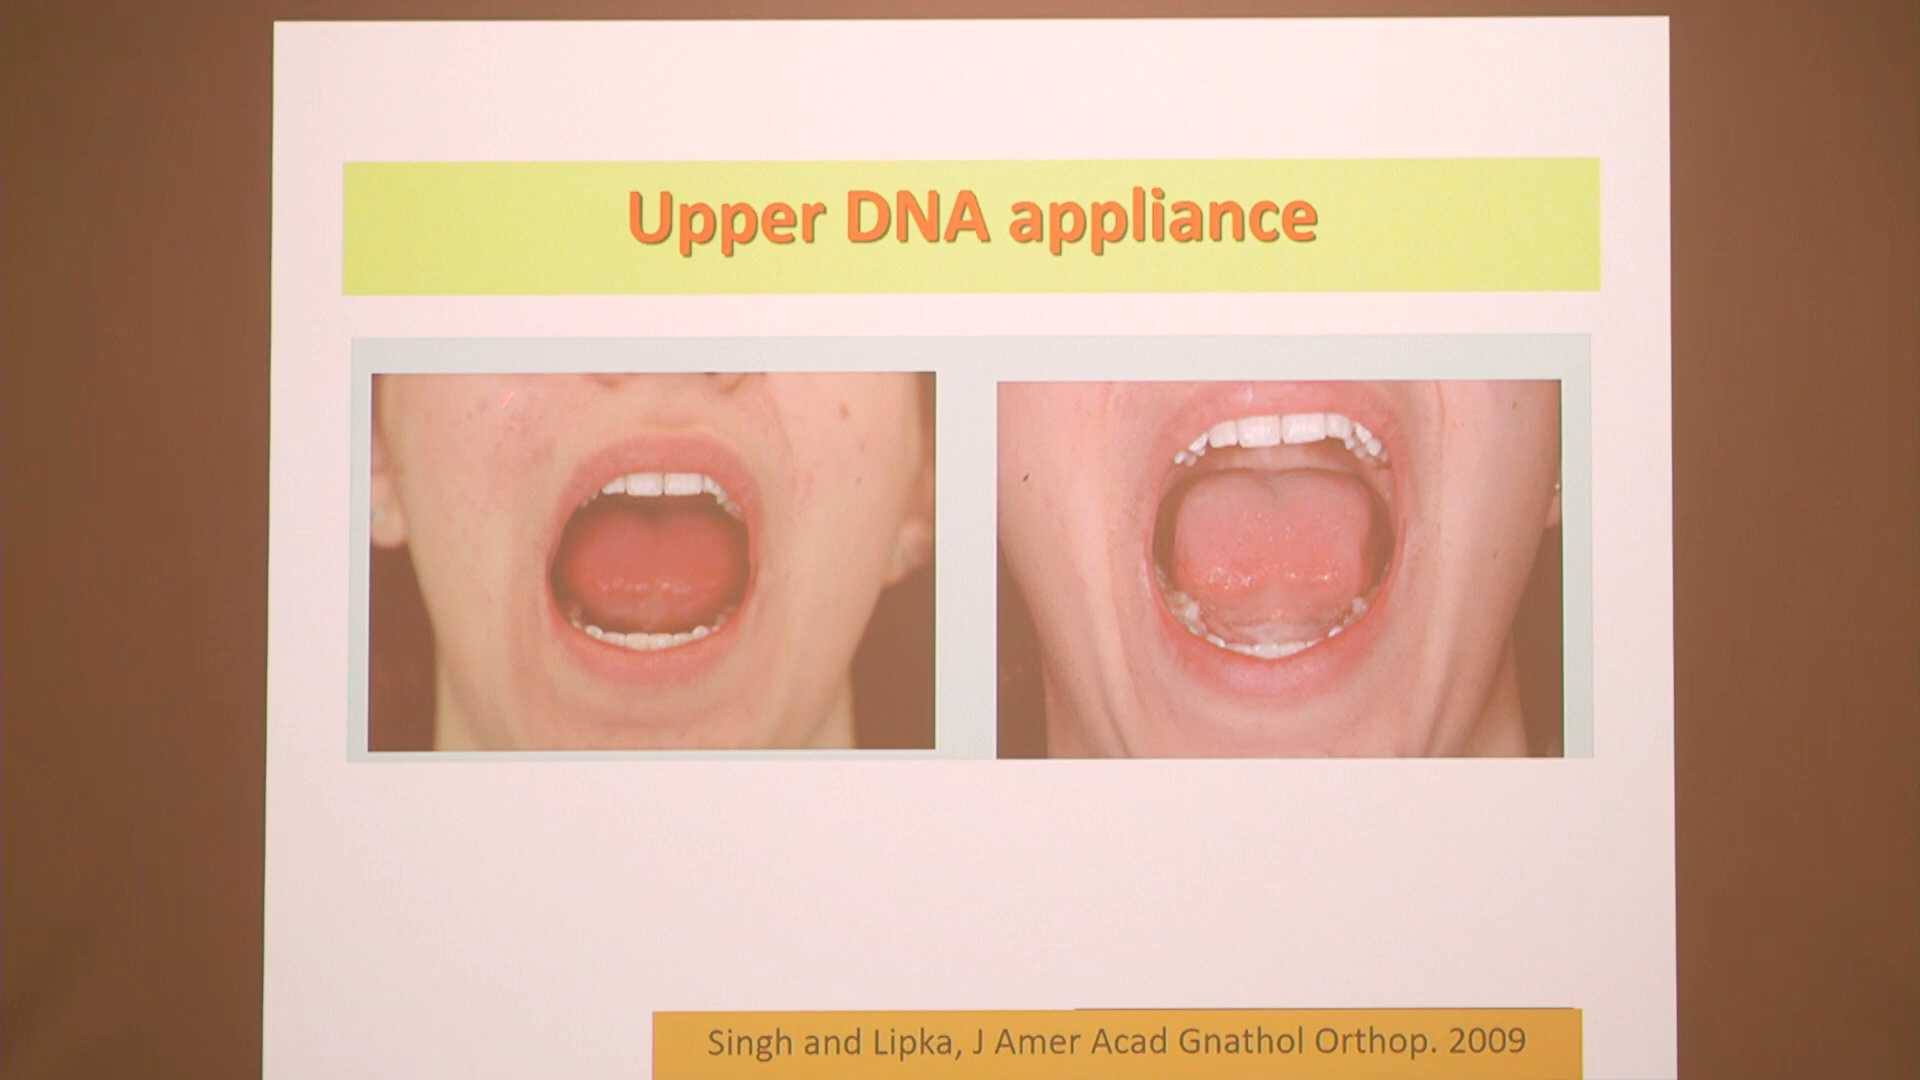 Upper DNA appliance
Singh and Lipka, J Amer Acad Gnathol Orthop. 2009